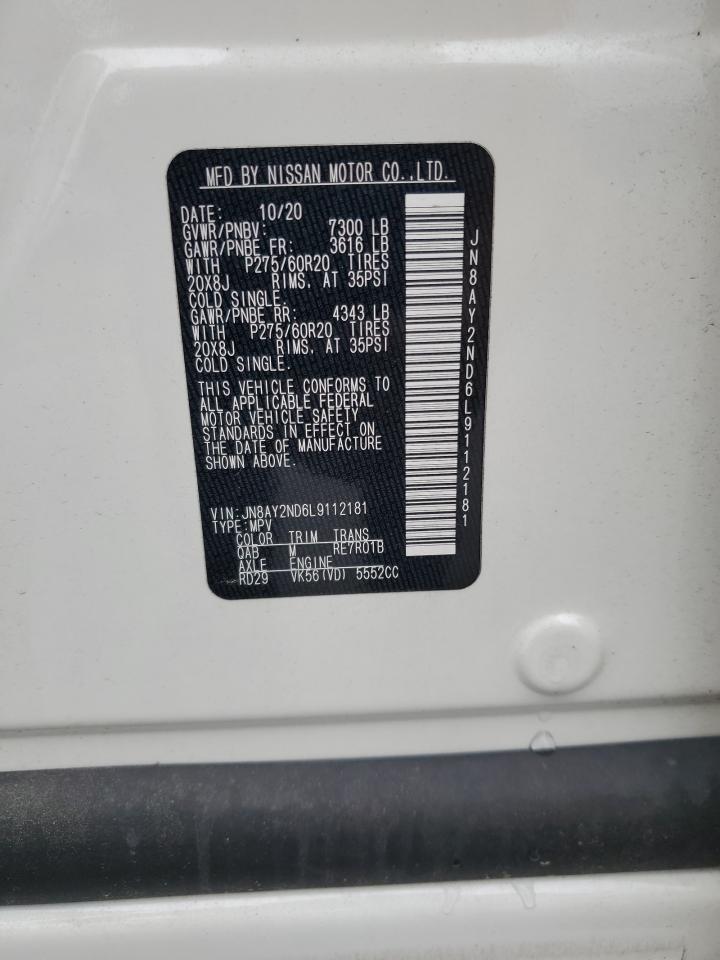 MFD BY NISSAN MOTOR CO.,LTD.
DATE: 10/20
GVWR/PNBV: 7300 LB
GAWR/PNBE FR: 3616 LB
WITH P275/60R20 TIRES
20X8J RIMS, AT 35PSI
COLD SINGLE.
GAWR/PNBE RR: 4343 LB
WITH P275/60R20 TIRES
20X8J RIMS, AT 35PSI
COLD SINGLE.
THIS VEHICLE CONFORMS TO
ALL APPLICABLE FEDERAL
MOTOR VEHICLE SAFETY
STANDARDS IN EFFECT ON
THE DATE OF MANUFACTURE
SHOWN ABOVE.
VIN:JN8AY2ND6L9112181
TYPE:MPV
COLOR TRIM TRANS
QAB M RE7R01B
AXLE ENGINE
RD29 VK56(VD) 5552CC
JN8AY2ND6L9112181